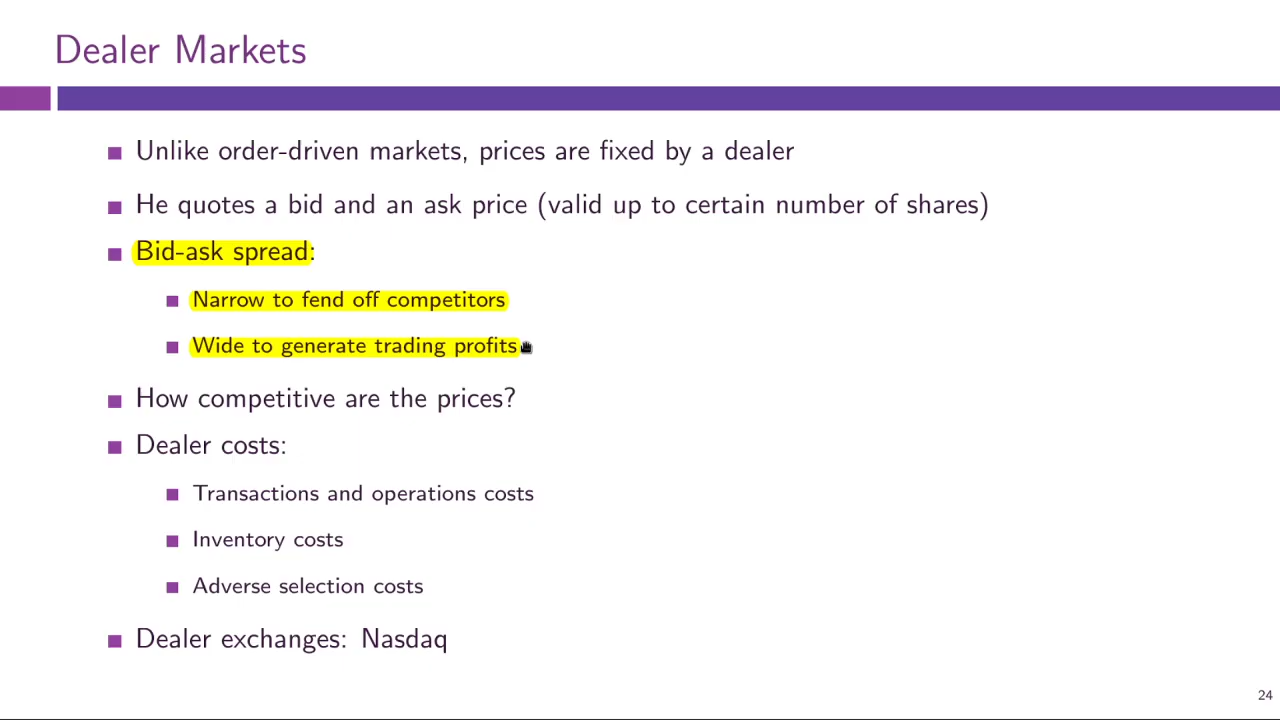 Dealer Markets
Unlike order-driven markets, prices are fixed by a dealer
He quotes a bid and an ask price (valid up to certain number of shares)
Bid-ask spread:
Narrow to fend off competitors
Wide to generate trading profits
How competitive are the prices?
Dealer costs:
Transactions and operations costs
Inventory costs
Adverse selection costs
Dealer exchanges: Nasdaq
24